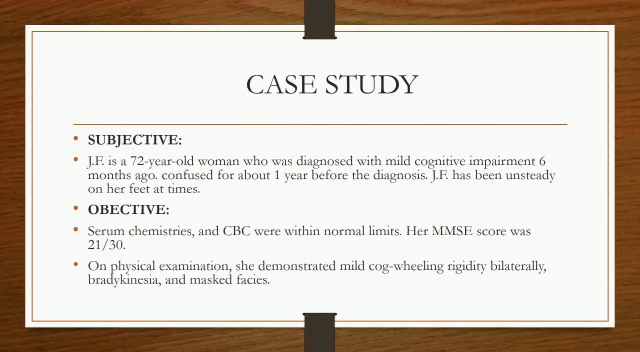 CASE STUDY
SUBJECTIVE:
J.F. is a 72-year-old woman who was diagnosed with mild cognitive impairment 6
months ago. confused for about 1 year before the diagnosis. J.F. has been unsteady
on her feet at times.
OBECTIVE:
Serum chemistries, and CBC were within normal limits. Her MMSE score was
21/30.
On physical examination, she demonstrated mild cog-wheeling rigidity bilaterally,
bradykinesia, and masked facies.